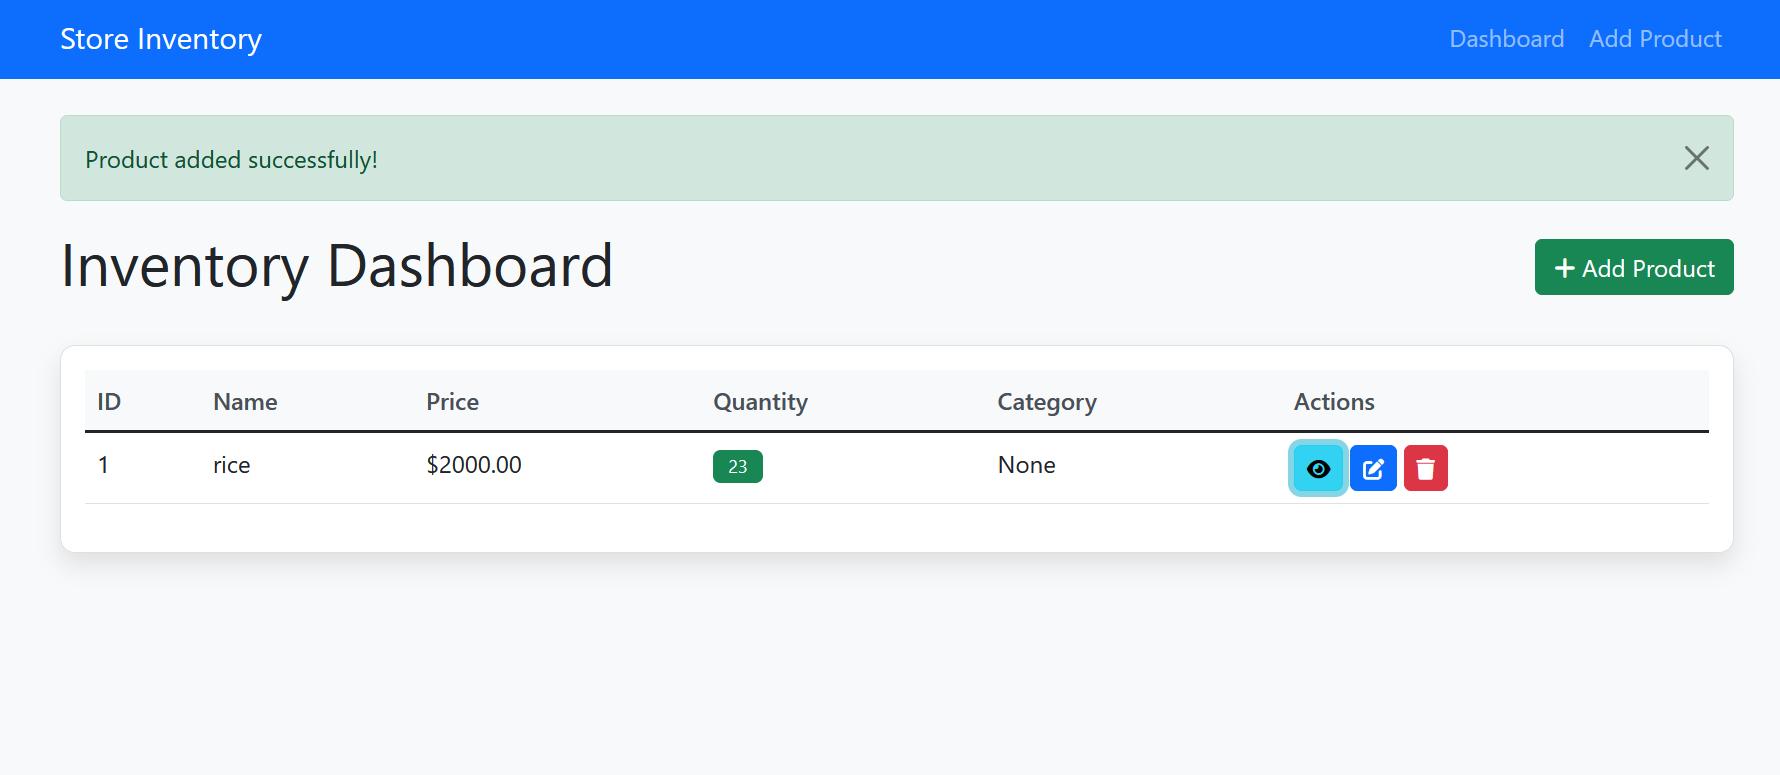 Store Inventory Dashboard Add Product
Product added successfully!
Inventory Dashboard
Add Product
ID Name Price Quantity Category Actions
1 rice $2000.00 23 None